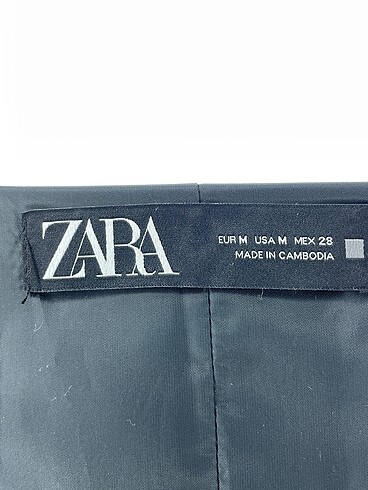 ZARA
EUR M USA M MEX 28
MADE IN CAMBODIA